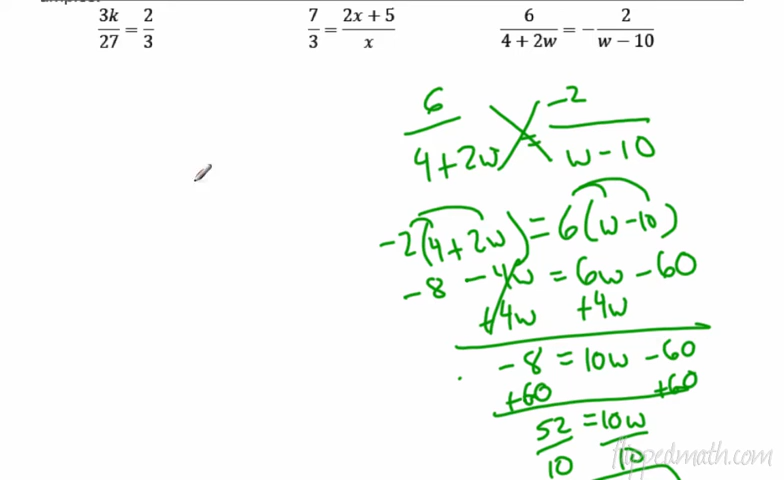 3k/27 = 2/3   7/3 = (2x + 5)/x   6/(4 + 2w) = - 2/(w - 10)
6/(4+2w) = -2/(w-10)
-2(4+2w) = 6(w-10)
-8 -4w = 6w -60
+4w +4w
-8 = 10w -60
+60 +60
52/10 = 10w/10
flippedmath.com